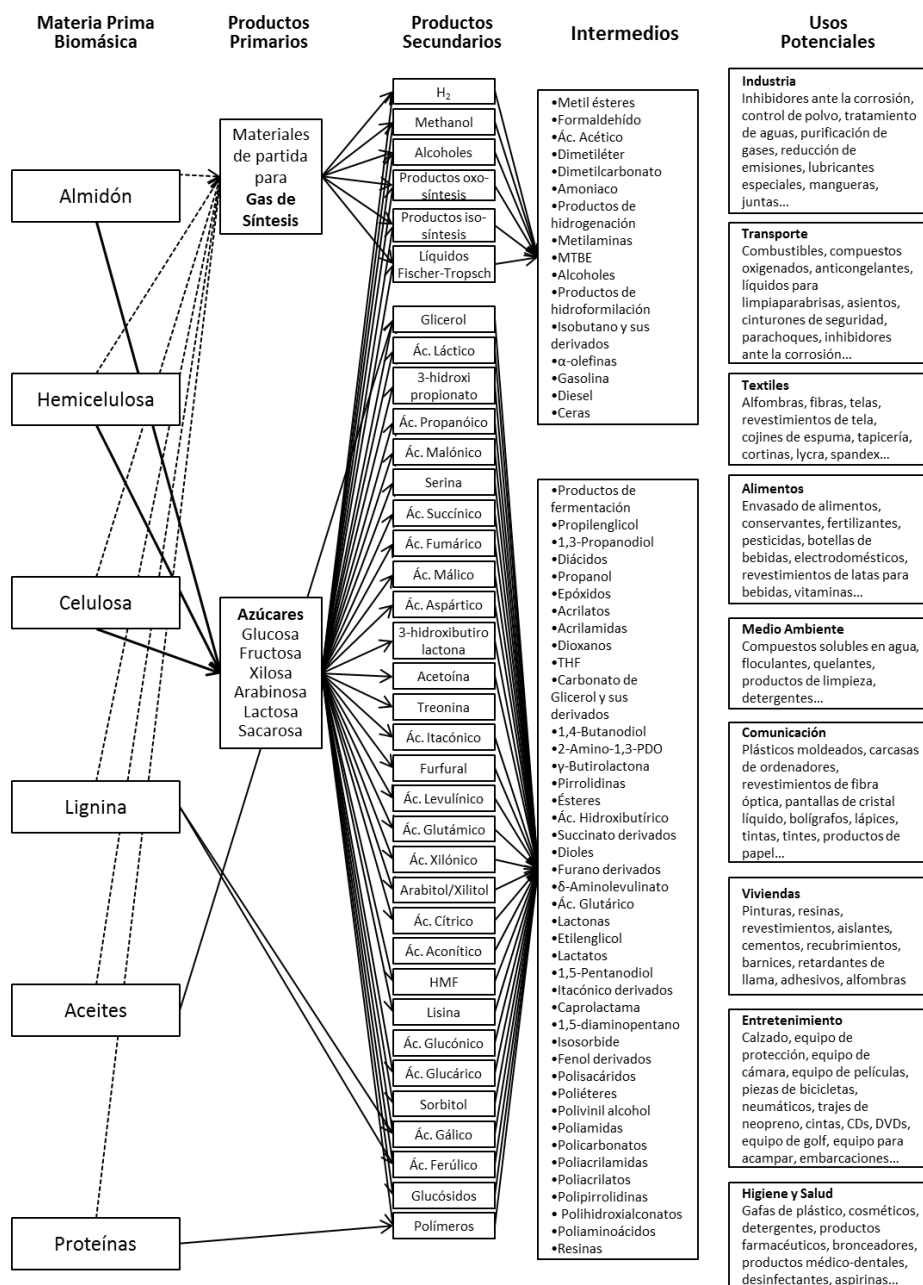 Materia Prima
Biomásica
Productos
Primarios
Productos
Secundarios
Intermedios
Usos
Potenciales
Almidón
Hemicelulosa
Celulosa
Lignina
Aceites
Proteínas
Materiales
de partida
para
Gas de
Síntesis
Azúcares
Glucosa
Fructosa
Xilosa
Arabinosa
Lactosa
Sacarosa
H2
Methanol
Alcoholes
Productos oxo-
síntesis
Productos iso-
síntesis
Líquidos
Fischer-Tropsch
Glicerol
Ác. Láctico
3-hidroxi
propionato
Ác. Propanóico
Ác. Malónico
Serina
Ác. Succínico
Ác. Fumárico
Ác. Málico
Ác. Aspártico
3-hidroxibutiro
lactona
Acetoína
Treonina
Ác. Itacónico
Furfural
Ác. Levulínico
Ác. Glutámico
Ác. Xilónico
Arabitol/Xilitol
Ác. Cítrico
Ác. Aconítico
HMF
Lisina
Ác. Glucónico
Ác. Glucárico
Sorbitol
Ác. Gálico
Ác. Ferúlico
Glucósidos
Polímeros
•Metil ésteres
•Formaldehído
•Ác. Acético
•Dimetiléter
•Dimetilcarbonato
•Amoniaco
•Productos de
hidrogenación
•Metilaminas
•MTBE
•Alcoholes
•Productos de
hidroformilación
•Isobutano y sus
derivados
•α-olefinas
•Gasolina
•Diesel
•Ceras
•Productos de
fermentación
•Propilenglicol
•1,3-Propanodiol
•Diácidos
•Propanol
•Epóxidos
•Acrilatos
•Acrilamidas
•Dioxanos
•THF
•Carbonato de
Glicerol y sus
derivados
•1,4-Butanodiol
•2-Amino-1,3-PDO
•γ-Butirolactona
•Pirrolidinas
•Ésteres
•Ác. Hidroxibutírico
•Succinato derivados
•Dioles
•Furano derivados
•δ-Aminolevulinato
•Ác. Glutárico
•Lactonas
•Etilenglicol
•Lactatos
•1,5-Pentanodiol
•Itacónico derivados
•Caprolactama
•1,5-diaminopentano
•Isosorbide
•Fenol derivados
•Polisacáridos
•Poliéteres
•Polivinil alcohol
•Poliamidas
•Policarbonatos
•Poliacrilamidas
•Poliacrilatos
•Polipirrolidinas
• Polihidroxialconatos
•Poliaminoácidos
•Resinas
Industria
Inhibidores ante la corrosión,
control de polvo, tratamiento
de aguas, purificación de
gases, reducción de
emisiones, lubricantes
especiales, mangueras,
juntas...
Transporte
Combustibles, compuestos
oxigenados, anticongelantes,
líquidos para
limpiaparabrisas, asientos,
cinturones de seguridad,
parachoques, inhibidores
ante la corrosión...
Textiles
Alfombras, fibras, telas,
revestimientos de tela,
cojines de espuma, tapicería,
cortinas, lycra, spandex...
Alimentos
Envasado de alimentos,
conservantes, fertilizantes,
pesticidas, botellas de
bebidas, electrodomésticos,
revestimientos de latas para
bebidas, vitaminas...
Medio Ambiente
Compuestos solubles en agua,
floculantes, quelantes,
productos de limpieza,
detergentes...
Comunicación
Plásticos moldeados, carcasas
de ordenadores,
revestimientos de fibra
óptica, pantallas de cristal
líquido, bolígrafos, lápices,
tintas, tintes, productos de
papel...
Viviendas
Pinturas, resinas,
revestimientos, aislantes,
cementos, recubrimientos,
barnices, retardantes de
llama, adhesivos, alfombras
Entretenimiento
Calzado, equipo de
protección, equipo de
cámara, equipo de películas,
piezas de bicicletas,
neumáticos, trajes de
neopreno, cintas, CDs, DVDs,
equipo de golf, equipo para
acampar, embarcaciones...
Higiene y Salud
Gafas de plástico, cosméticos,
detergentes, productos
farmacéuticos, bronceadores,
productos médico-dentales,
desinfectantes, aspirinas...